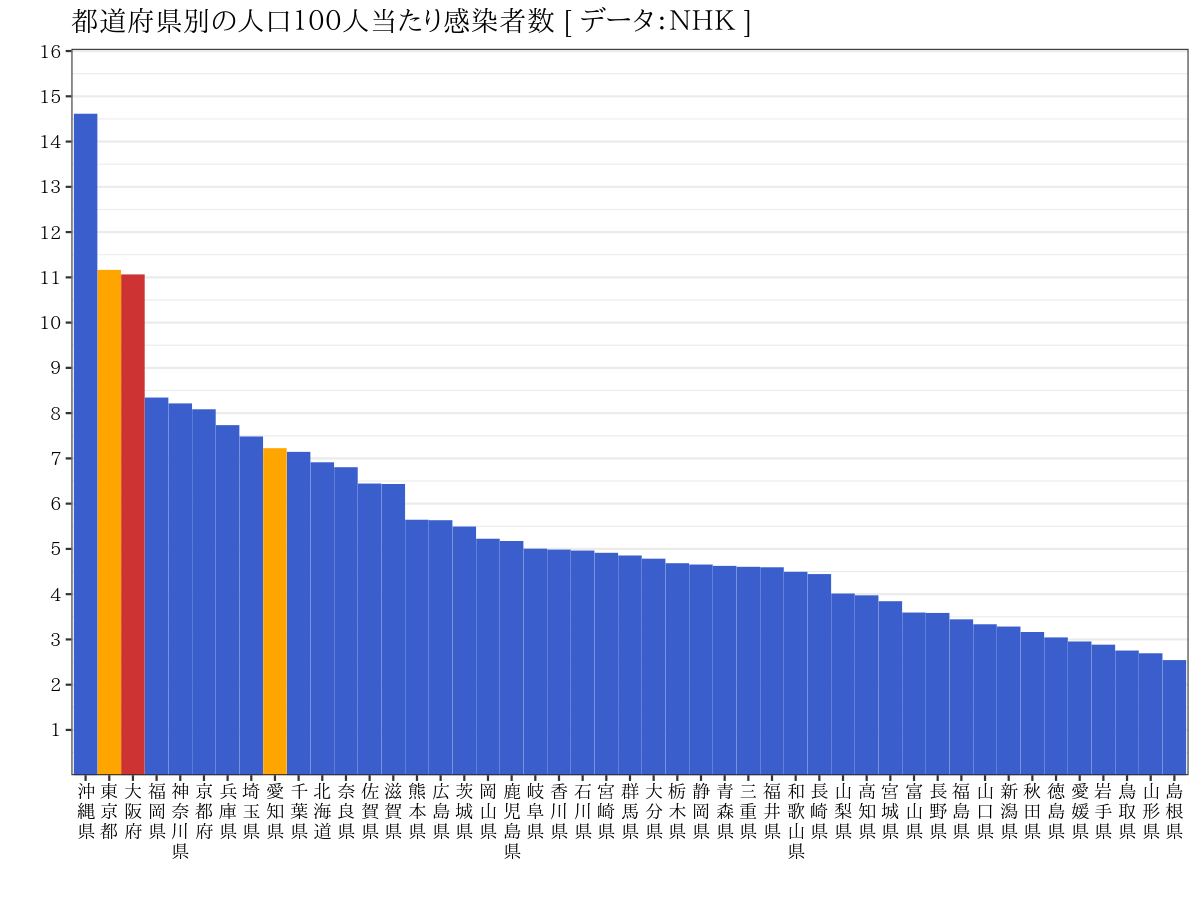 都道府県別の人口100人当たり感染者数 [ データ:NHK ]
16
15
14
13
12
11
10
9
8
7
6
5
4
3
2
1
沖縄県
東京都
大阪府
福岡県
神奈川県
京都府
兵庫県
埼玉県
愛知県
千葉県
北海道
奈良県
佐賀県
滋賀県
熊本県
広島県
茨城県
岡山県
鹿児島県
岐阜県
香川県
石川県
宮崎県
群馬県
大分県
栃木県
静岡県
青森県
三重県
福井県
和歌山県
長崎県
山梨県
高知県
宮城県
富山県
長野県
福島県
山口県
新潟県
秋田県
徳島県
愛媛県
岩手県
鳥取県
山形県
島根県